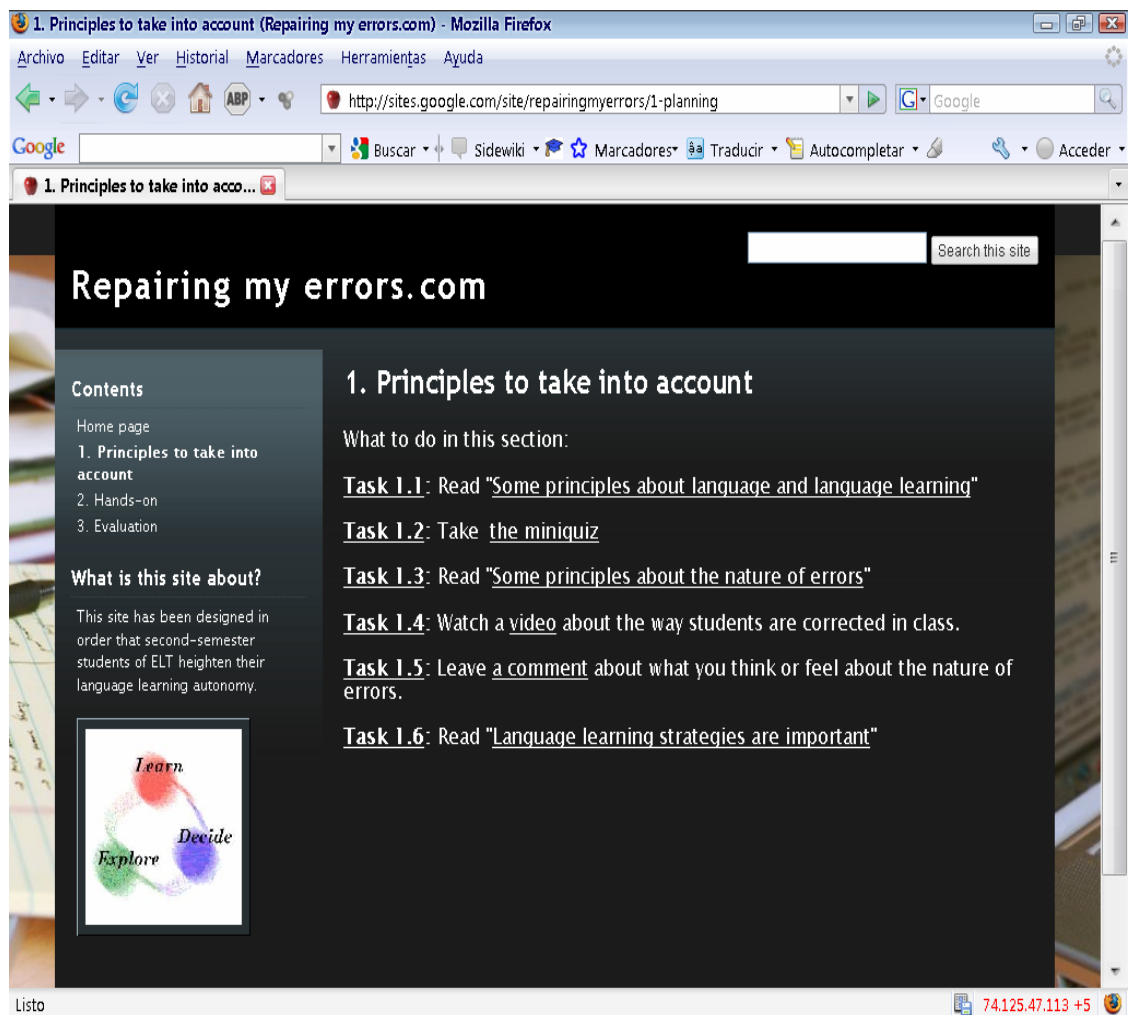 1. Principles to take into account (Repairing my errors.com) - Mozilla Firefox
Archivo Editar Ver Historial Marcadores Herramientas Ayuda
ABP http://sites.google.com/site/repairingmyerrors/1-planning G Google
Google Buscar Sidewiki Marcadores Traducir Autocompletar Acceder
1. Principles to take into acco...
Search this site
Repairing my errors.com
Contents
Home page
1. Principles to take into
account
2. Hands-on
3. Evaluation
What is this site about?
This site has been designed in
order that second-semester
students of ELT heighten their
language learning autonomy.
Learn
Decide
Explore
1. Principles to take into account
What to do in this section:
Task 1.1: Read "Some principles about language and language learning"
Task 1.2: Take the miniquiz
Task 1.3: Read "Some principles about the nature of errors"
Task 1.4: Watch a video about the way students are corrected in class.
Task 1.5: Leave a comment about what you think or feel about the nature of
errors.
Task 1.6: Read "Language learning strategies are important"
Listo 74.125.47.113 +5